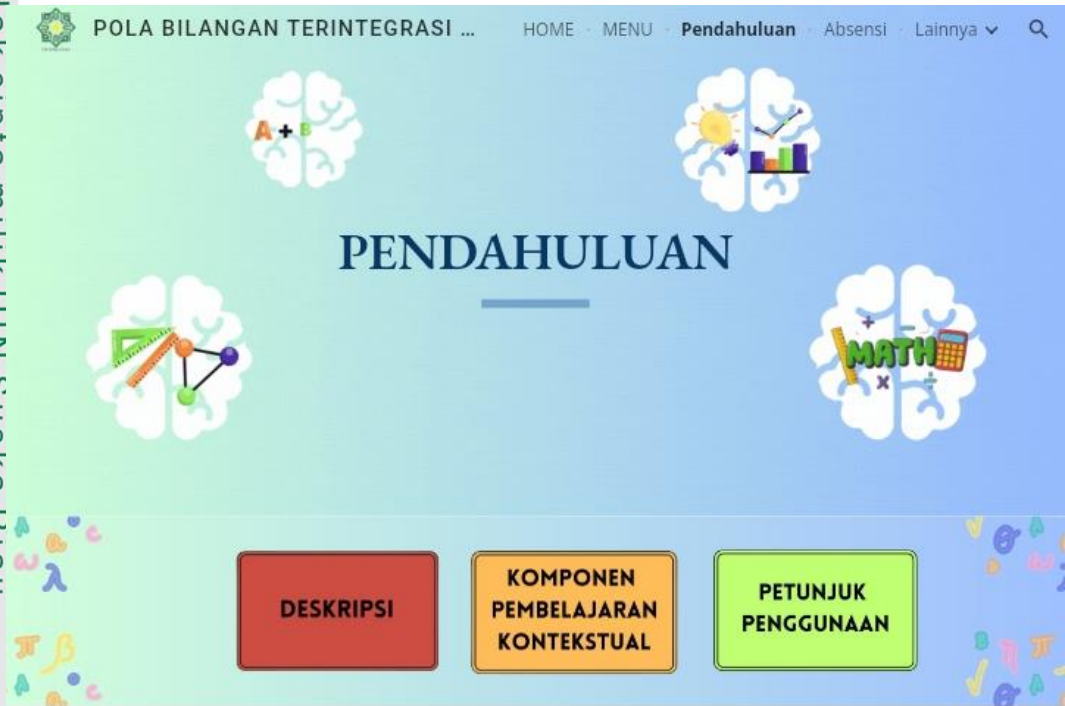 POLA BILANGAN TERINTEGRASI ...
HOME MENU Pendahuluan Absensi Lainnya
A + B
PENDAHULUAN
MATH
DESKRIPSI
KOMPONEN
PEMBELAJARAN
KONTEKSTUAL
PETUNJUK
PENGGUNAAN